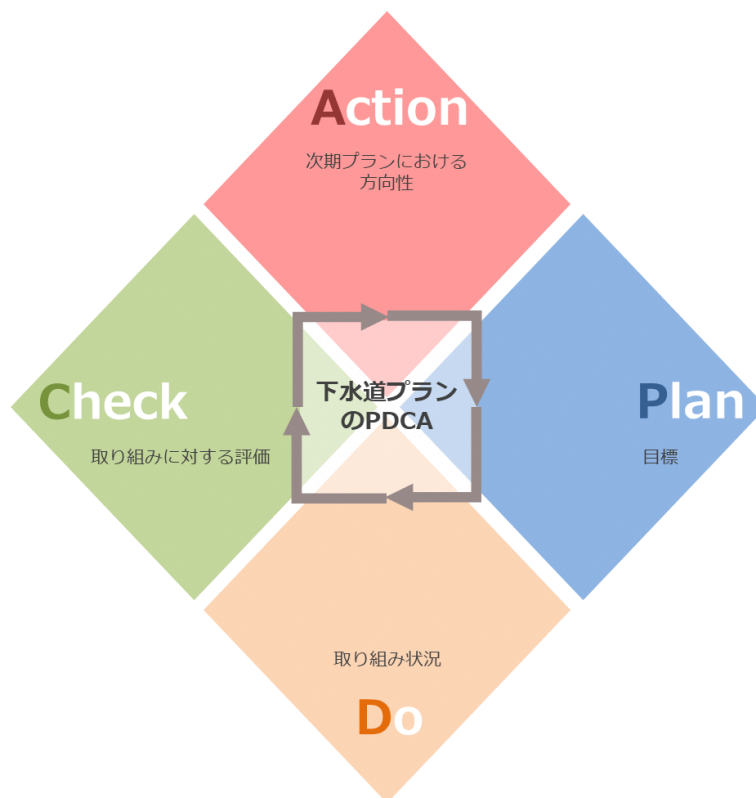 Action
次期プランにおける
方向性
Check
取り組みに対する評価
下水道プラン
のPDCA
Plan
目標
取り組み状況
Do